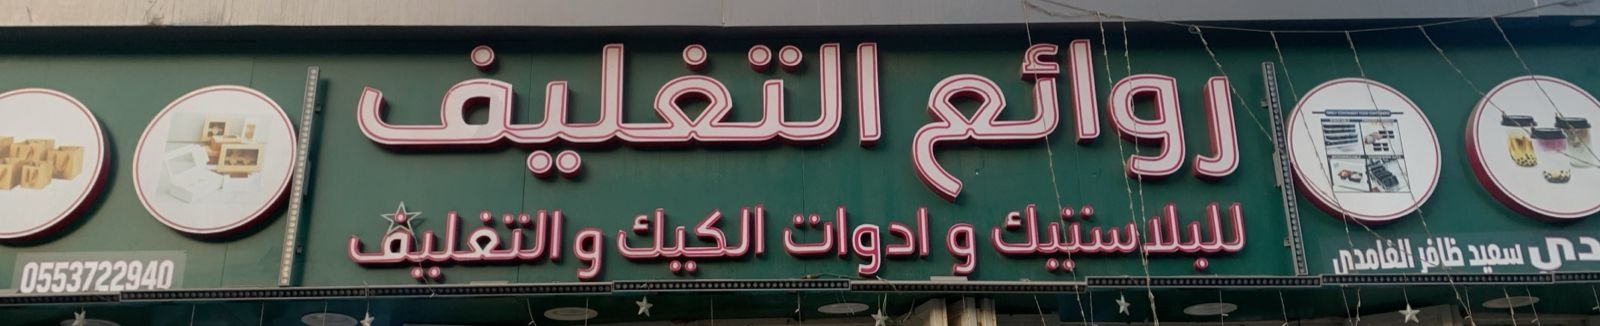 روائع التغليف
للبلاستيك و ادوات الكيك و التغليف
سعيد ظافر الغامدي
0553722940